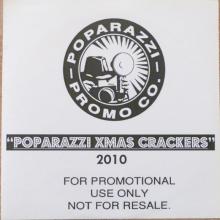 POPARAZZI
PROMO CO.
"POPARAZZI XMAS CRACKERS"
2010
FOR PROMOTIONAL
USE ONLY
NOT FOR RESALE.